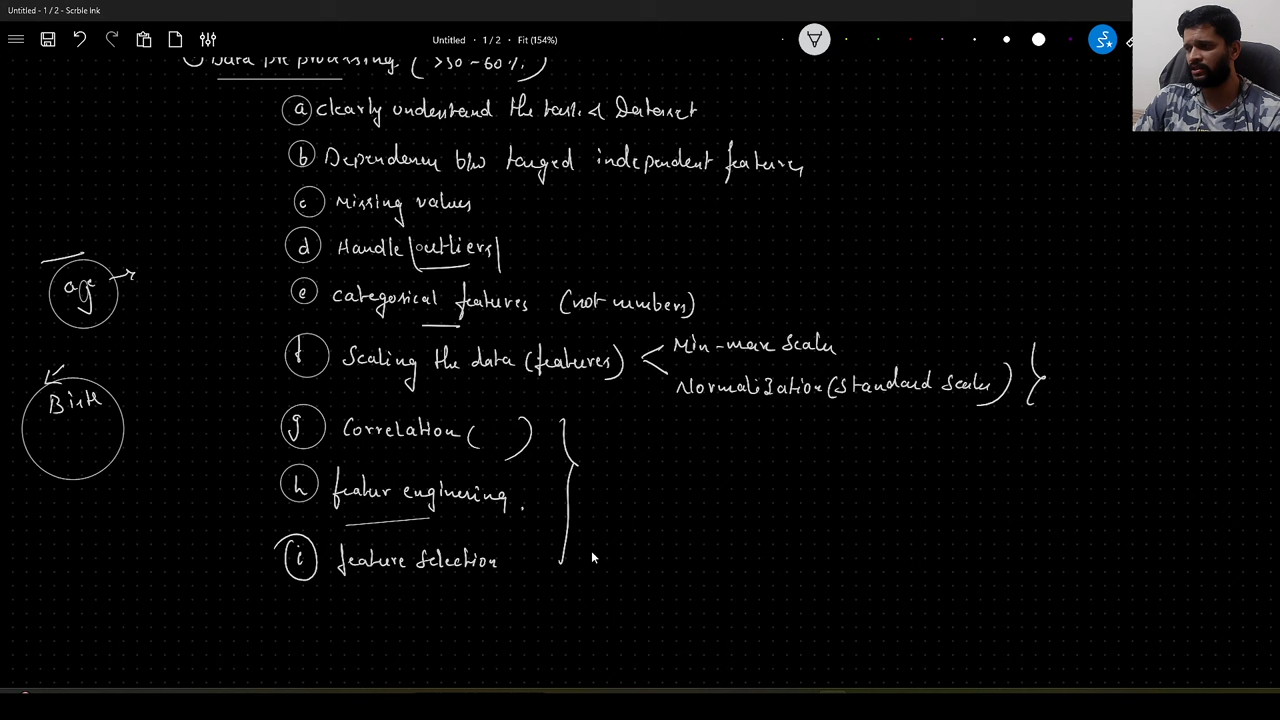 Untitled - 1 / 2 - Scrble Ink
Untitled 1 / 2 Fit (154%)
Data pre processing (>50-60%)
a clearly understand the task & Dataset
b Dependency b/w target independent features
c Missing values
d Handle outliers
e categorical features (not numbers)
f Scaling the data (features) Min-max Scaler
Normalization (Standard Scaler)
g Correlation ( )
h featur enginering.
i feature selection
age
Birth